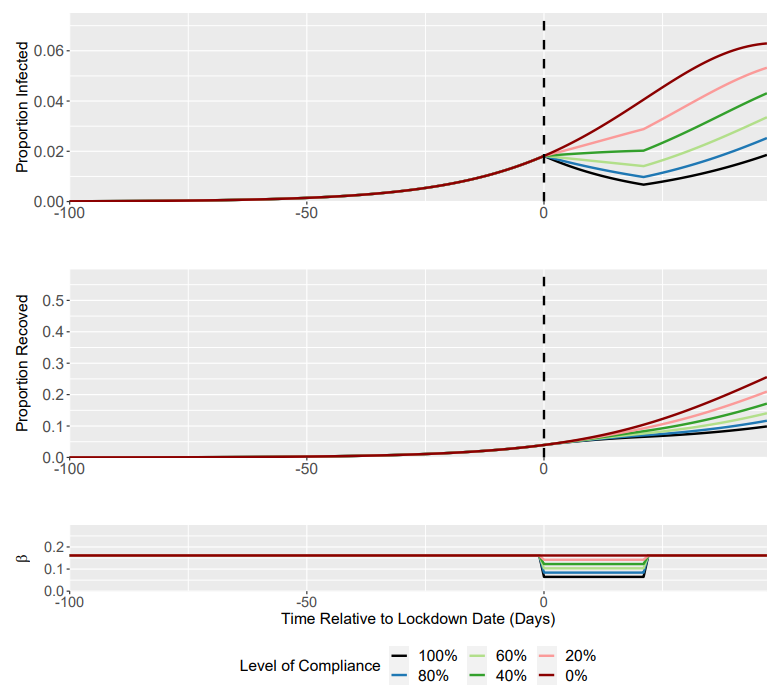 Proportion Infected
0.06
0.04
0.02
0.00
-100 -50 0
Proportion Recoved
0.5
0.4
0.3
0.2
0.1
0.0
-100 -50 0
β
0.2
0.1
0.0
-100 -50 0
Time Relative to Lockdown Date (Days)
Level of Compliance
100% 60% 20%
80% 40% 0%